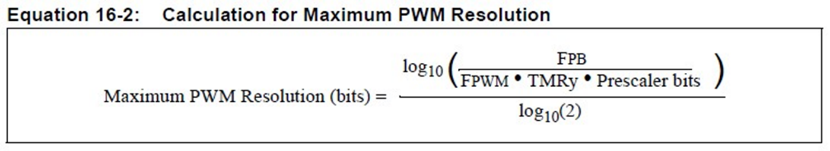 Equation 16-2: Calculation for Maximum PWM Resolution
FPB
log10 ( FPWM • TMRy • Prescaler bits )
Maximum PWM Resolution (bits) =
log10(2)